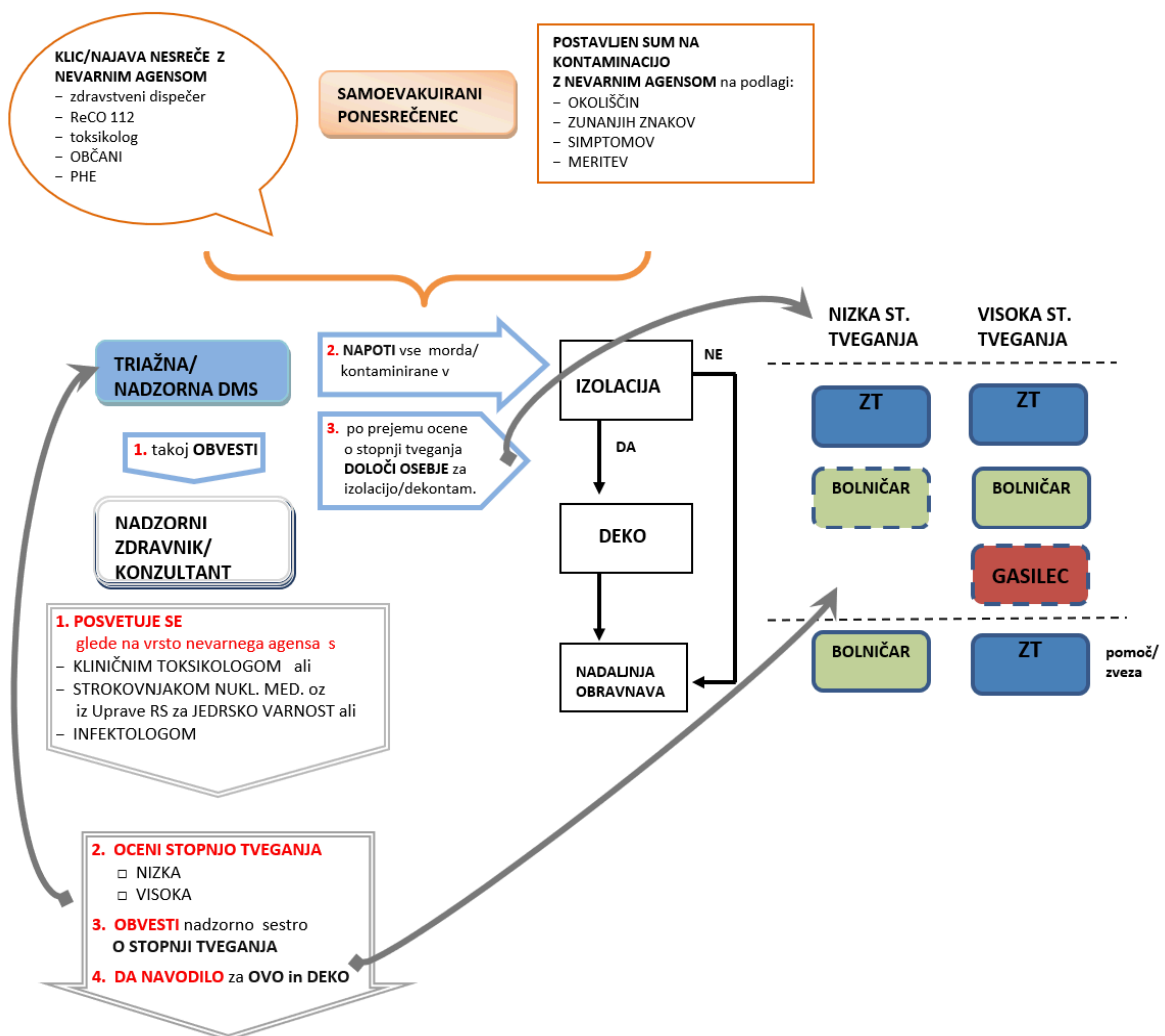 KLIC/NAJAVA NESREČE Z
NEVARNIM AGENSOM
– zdravstveni dispečer
– ReCO 112
– toksikolog
– OBČANI
– PHE
SAMOEVAKUIRANI
PONESREČENEC
POSTAVLJEN SUM NA
KONTAMINACIJO
Z NEVARNIM AGENSOM na podlagi:
– OKOLIŠČIN
– ZUNANJIH ZNAKOV
– SIMPTOMOV
– MERITEV
TRIAŽNA/
NADZORNA DMS
1. takoj OBVESTI
NADZORNI
ZDRAVNIK/
KONZULTANT
1. POSVETUJE SE
glede na vrsto nevarnega agensa s
– KLINIČNIM TOKSIKOLOGOM ali
– STROKOVNJAKOM NUKL. MED. oz
iz Uprave RS za JEDRSKO VARNOST ali
– INFEKTOLOGOM
2. OCENI STOPNJO TVEGANJA
□ NIZKA
□ VISOKA
3. OBVESTI nadzorno sestro
O STOPNJI TVEGANJA
4. DA NAVODILO za OVO in DEKO
2. NAPOTI vse morda/
kontaminirane v
3. po prejemu ocene
o stopnji tveganja
DOLOČI OSEBJE za
izolacijo/dekontam.
IZOLACIJA
NE
DA
DEKO
NADALJNJA
OBRAVNAVA
NIZKA ST.
TVEGANJA
VISOKA ST.
TVEGANJA
ZT
ZT
BOLNIČAR
BOLNIČAR
GASILEC
BOLNIČAR
ZT
pomoč/
zveza